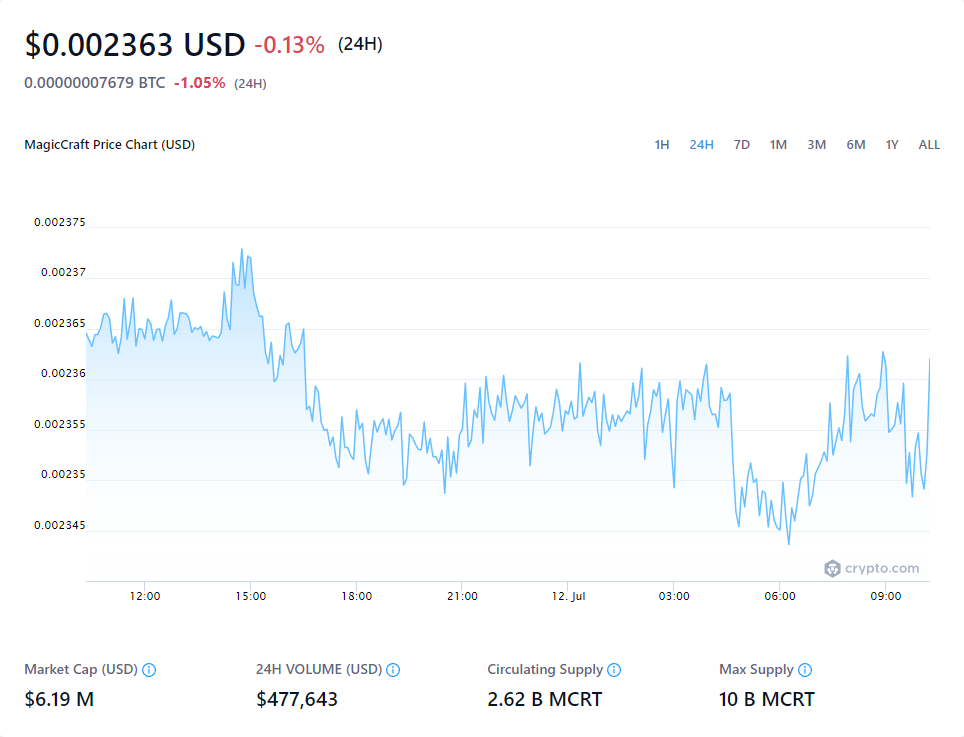 $0.002363 USD -0.13% (24H)
0.00000007679 BTC -1.05% (24H)
MagicCraft Price Chart (USD) 1H 24H 7D 1M 3M 6M 1Y ALL
0.002375
0.00237
0.002365
0.00236
0.002355
0.00235
0.002345
crypto.com
12:00 15:00 18:00 21:00 12. Jul 03:00 06:00 09:00
Market Cap (USD) 24H VOLUME (USD) Circulating Supply Max Supply
$6.19 M $477,643 2.62 B MCRT 10 B MCRT